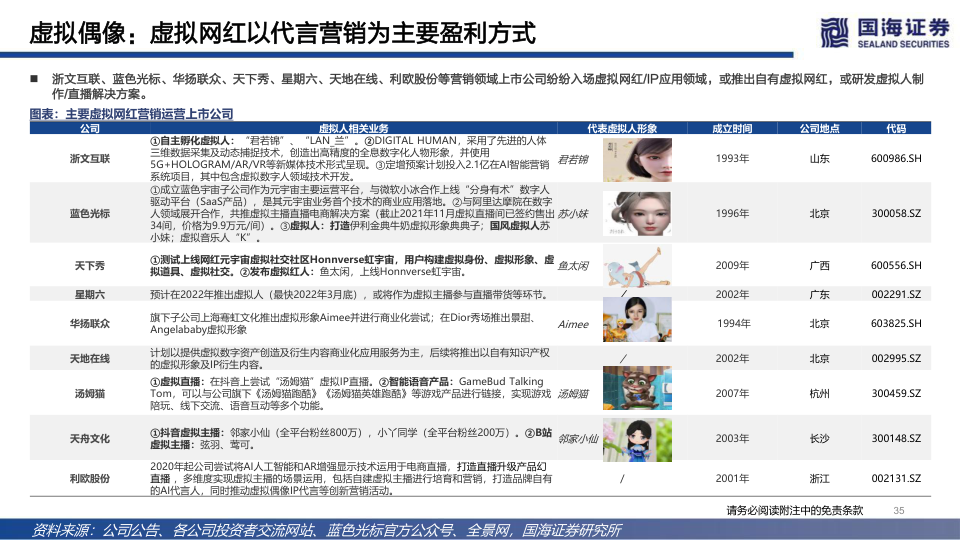 虚拟偶像：虚拟网红以代言营销为主要盈利方式
国海证券
SEALAND SECURITIES
■ 浙文互联、蓝色光标、华扬联众、天下秀、星期六、天地在线、利欧股份等营销领域上市公司纷纷入场虚拟网红/IP应用领域，或推出自有虚拟网红，或研发虚拟人制
作/直播解决方案。
图表：主要虚拟网红营销运营上市公司
公司 虚拟人相关业务 代表虚拟人形象 成立时间 公司地点 代码
①自主孵化虚拟人：“君若锦”、“LAN_兰”。②DIGITAL HUMAN，采用了先进的人体
三维数据采集及动态捕捉技术，创造出高精度的全息数字化人物形象，并使用
5G+HOLOGRAM/AR/VR等新媒体技术形式呈现。③定增预案计划投入2.1亿在AI智能营销
系统项目，其中包含虚拟数字人领域技术开发。
浙文互联 君若锦 1993年 山东 600986.SH
①成立蓝色宇宙子公司作为元宇宙主要运营平台，与微软小冰合作上线“分身有术”数字人
驱动平台（SaaS产品），是其元宇宙业务首个技术的商业应用落地。②与阿里达摩院在数字
人领域展开合作，共推虚拟主播直播电商解决方案（截止2021年11月虚拟直播间已签约售出
34间，价格为9.9万元/间）。③虚拟人：打造伊利金典牛奶虚拟形象典典子；国风虚拟人苏
小妹；虚拟音乐人“K”。
蓝色光标 苏小妹 1996年 北京 300058.SZ
①测试上线网红元宇宙虚拟社交社区Honnverse虹宇宙，用户构建虚拟身份、虚拟形象、虚
拟道具、虚拟社交。②发布虚拟红人：鱼太闲，上线Honnverse虹宇宙。
天下秀 鱼太闲 2009年 广西 600556.SH
星期六 预计在2022年推出虚拟人（最快2022年3月底），或将作为虚拟主播参与直播带货等环节。 / 2002年 广东 002291.SZ
旗下子公司上海骞虹文化推出虚拟形象Aimee并进行商业化尝试；在Dior秀场推出景甜、
Angelababy虚拟形象
华扬联众 Aimee 1994年 北京 603825.SH
计划以提供虚拟数字资产创造及衍生内容商业化应用服务为主，后续将推出以自有知识产权
的虚拟形象及IP衍生内容。
天地在线 / 2002年 北京 002995.SZ
①虚拟直播：在抖音上尝试“汤姆猫”虚拟IP直播。②智能语音产品：GameBud Talking
Tom，可以与公司旗下《汤姆猫跑酷》《汤姆猫英雄跑酷》等游戏产品进行链接，实现游戏
陪玩、线下交流、语音互动等多个功能。
汤姆猫 汤姆猫 2007年 杭州 300459.SZ
①抖音虚拟主播：邻家小仙（全平台粉丝800万），小丫同学（全平台粉丝200万）。②B站
虚拟主播：弦羽、莺可。
天舟文化 邻家小仙 2003年 长沙 300148.SZ
2020年起公司尝试将AI人工智能和AR增强显示技术运用于电商直播，打造直播升级产品幻
直播，多维度实现虚拟主播的场景运用，包括自建虚拟主播进行培育和营销，打造品牌自有
的AI代言人，同时推动虚拟偶像IP代言等创新营销活动。
利欧股份 / 2001年 浙江 002131.SZ
请务必阅读附注中的免责条款 35
资料来源：公司公告、各公司投资者交流网站、蓝色光标官方公众号、全景网，国海证券研究所